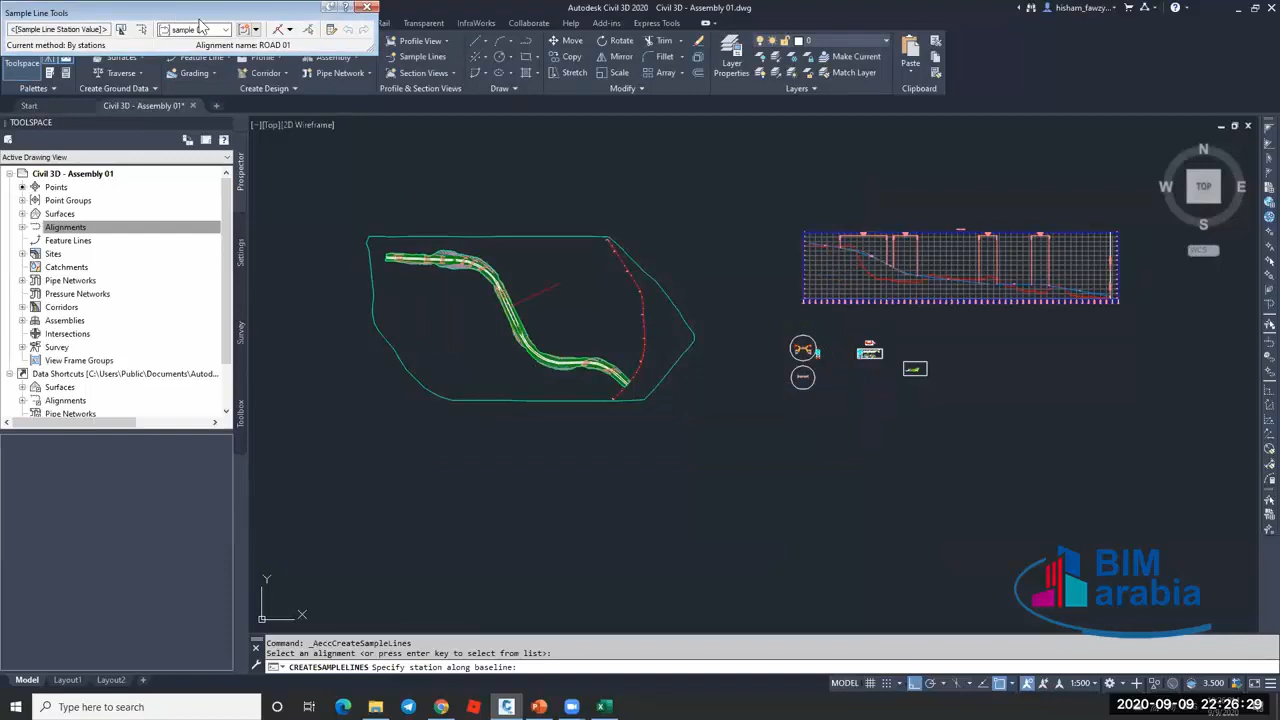 Sample Line Tools
<[Sample Line Station Value]>
sample
Current method: By stations
Alignment name: ROAD 01
Autodesk Civil 3D 2020
Civil 3D - Assembly 01.dwg
hisham_fawzy...
Rail
Transparent
InfraWorks
Collaborate
Help
Add-ins
Express Tools
Toolspace
Surfaces
Traverse
Feature Line
Grading
Profile
Corridor
Assembly
Pipe Network
Profile View
Sample Lines
Section Views
Move
Copy
Stretch
Rotate
Mirror
Scale
Trim
Fillet
Array
Layer
Properties
0
Make Current
Match Layer
Paste
Palettes
Create Ground Data
Create Design
Profile & Section Views
Draw
Modify
Layers
Clipboard
Start
Civil 3D - Assembly 01*
TOOLSPACE
Active Drawing View
Civil 3D - Assembly 01
Points
Point Groups
Surfaces
Alignments
Feature Lines
Sites
Catchments
Pipe Networks
Pressure Networks
Corridors
Assemblies
Intersections
Survey
View Frame Groups
Data Shortcuts [C:\Users\Public\Documents\Autod...
Surfaces
Alignments
Pipe Networks
Prospector
Settings
Survey
Toolbox
[−][Top][2D Wireframe]
N
W
TOP
E
S
WCS
Y
X
BIM
arabia
Command: _AeccCreateSampleLines
Select an alignment <or press enter key to select from list>:
CREATESAMPLELINES Specify station along baseline:
Model
Layout1
Layout2
MODEL
1:500
3.500
Type here to search
2020-09-09 22:28:29